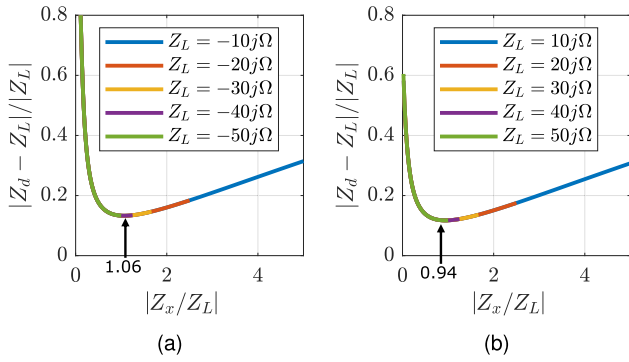 0.8
0.6
0.4
0.2
0
|Z_d − Z_L|/|Z_L|
Z_L = −10jΩ
Z_L = −20jΩ
Z_L = −30jΩ
Z_L = −40jΩ
Z_L = −50jΩ
1.06
0 2 4
|Z_x/Z_L|
(a)
0.8
0.6
0.4
0.2
0
|Z_d − Z_L|/|Z_L|
Z_L = 10jΩ
Z_L = 20jΩ
Z_L = 30jΩ
Z_L = 40jΩ
Z_L = 50jΩ
0.94
0 2 4
|Z_x/Z_L|
(b)